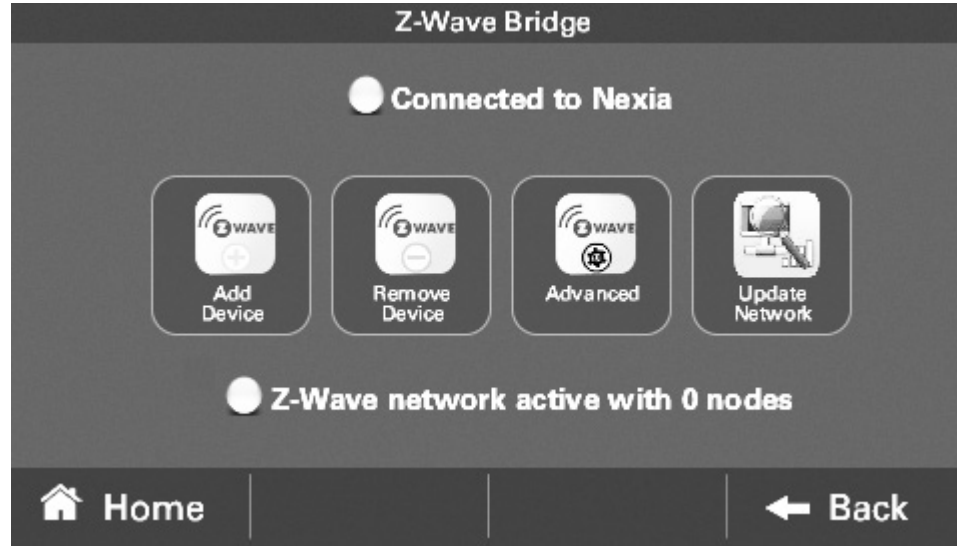 Z-Wave Bridge
Connected to Nexia
Z WAVE
Z WAVE
Z WAVE
Add
Device
Remove
Device
Advanced
Update
Network
Z-Wave network active with 0 nodes
Home
Back